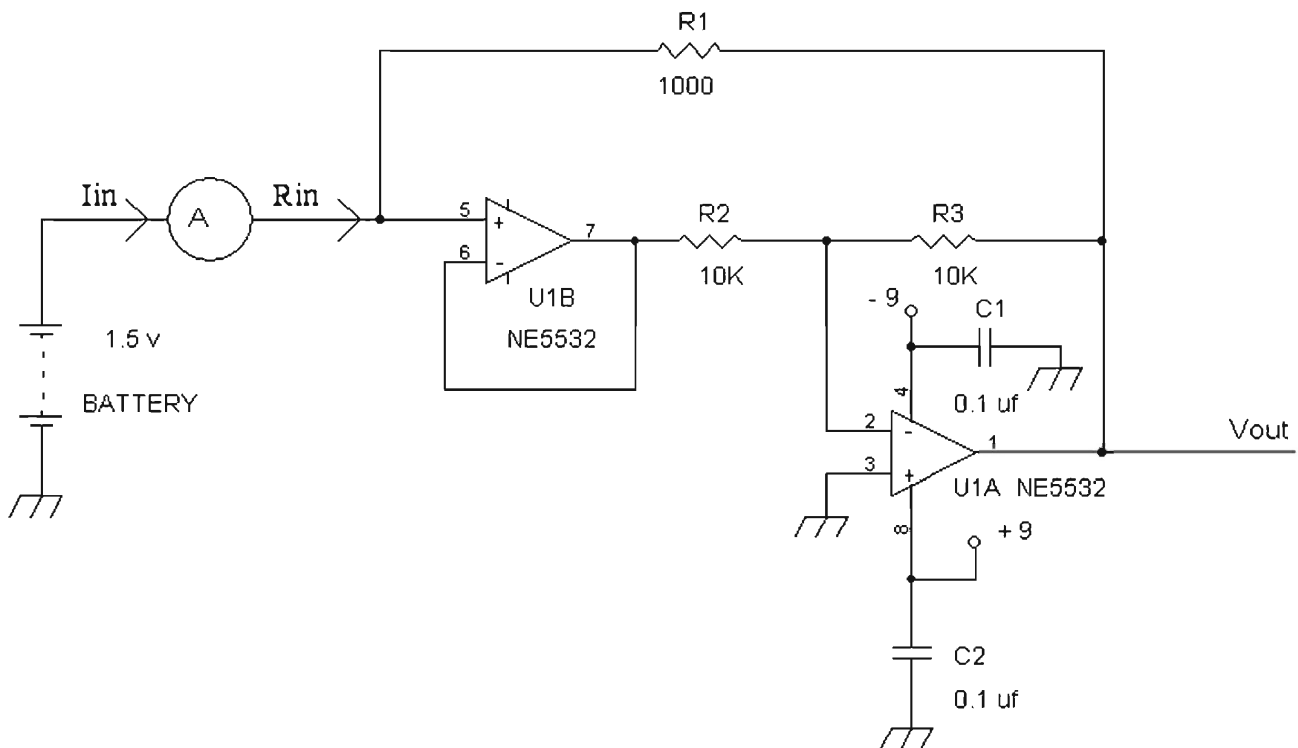 R1
1000
Iin
A
Rin
5
+
6
-
7
U1B
NE5532
R2
10K
R3
10K
1.5 v
BATTERY
- 9
C1
0.1 uf
4
2
-
3
+
1
8
U1A NE5532
Vout
+ 9
C2
0.1 uf